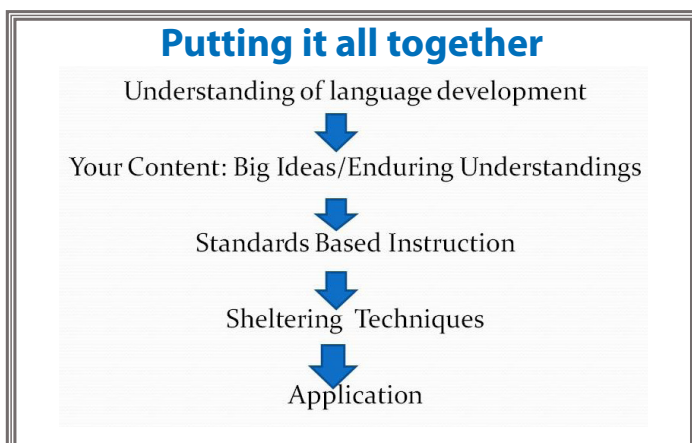 Putting it all together
Understanding of language development
Your Content: Big Ideas/Enduring Understandings
Standards Based Instruction
Sheltering Techniques
Application